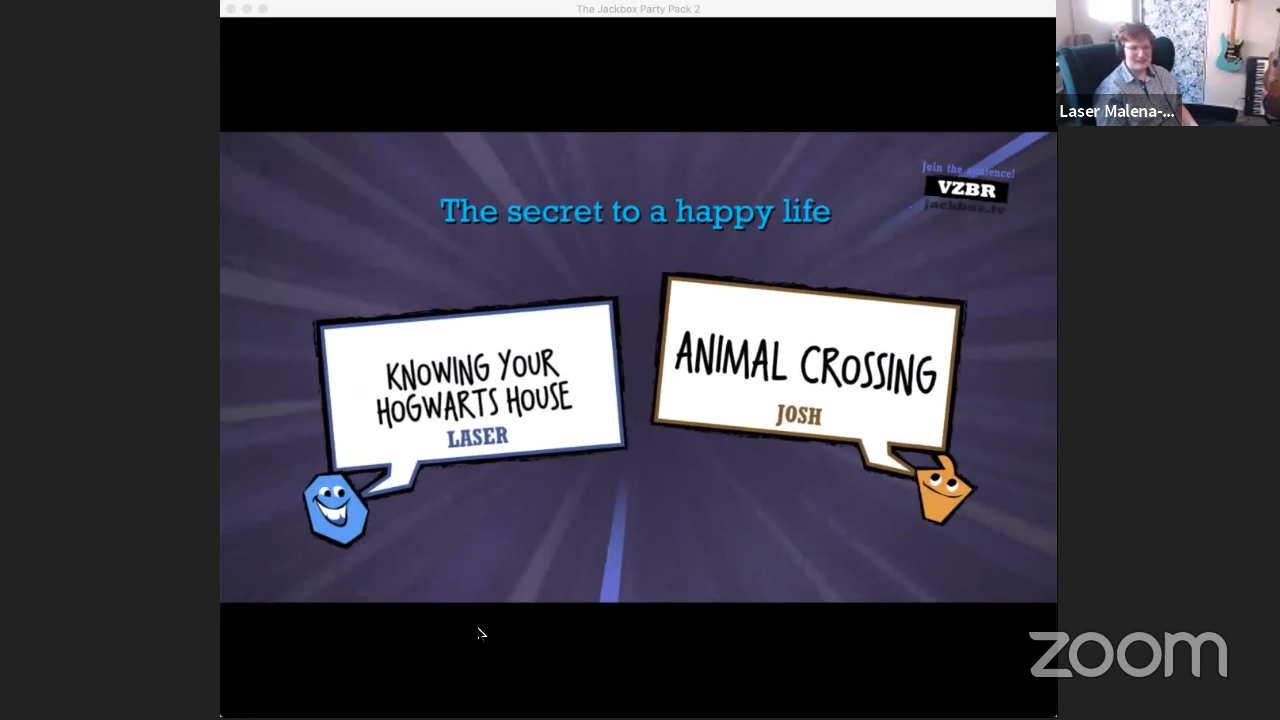 The Jackbox Party Pack 2
Laser Malena-...
Join the audience!
VZBR
jackbox.tv
The secret to a happy life
KNOWING YOUR
HOGWARTS HOUSE
LASER
ANIMAL CROSSING
JOSH
zoom